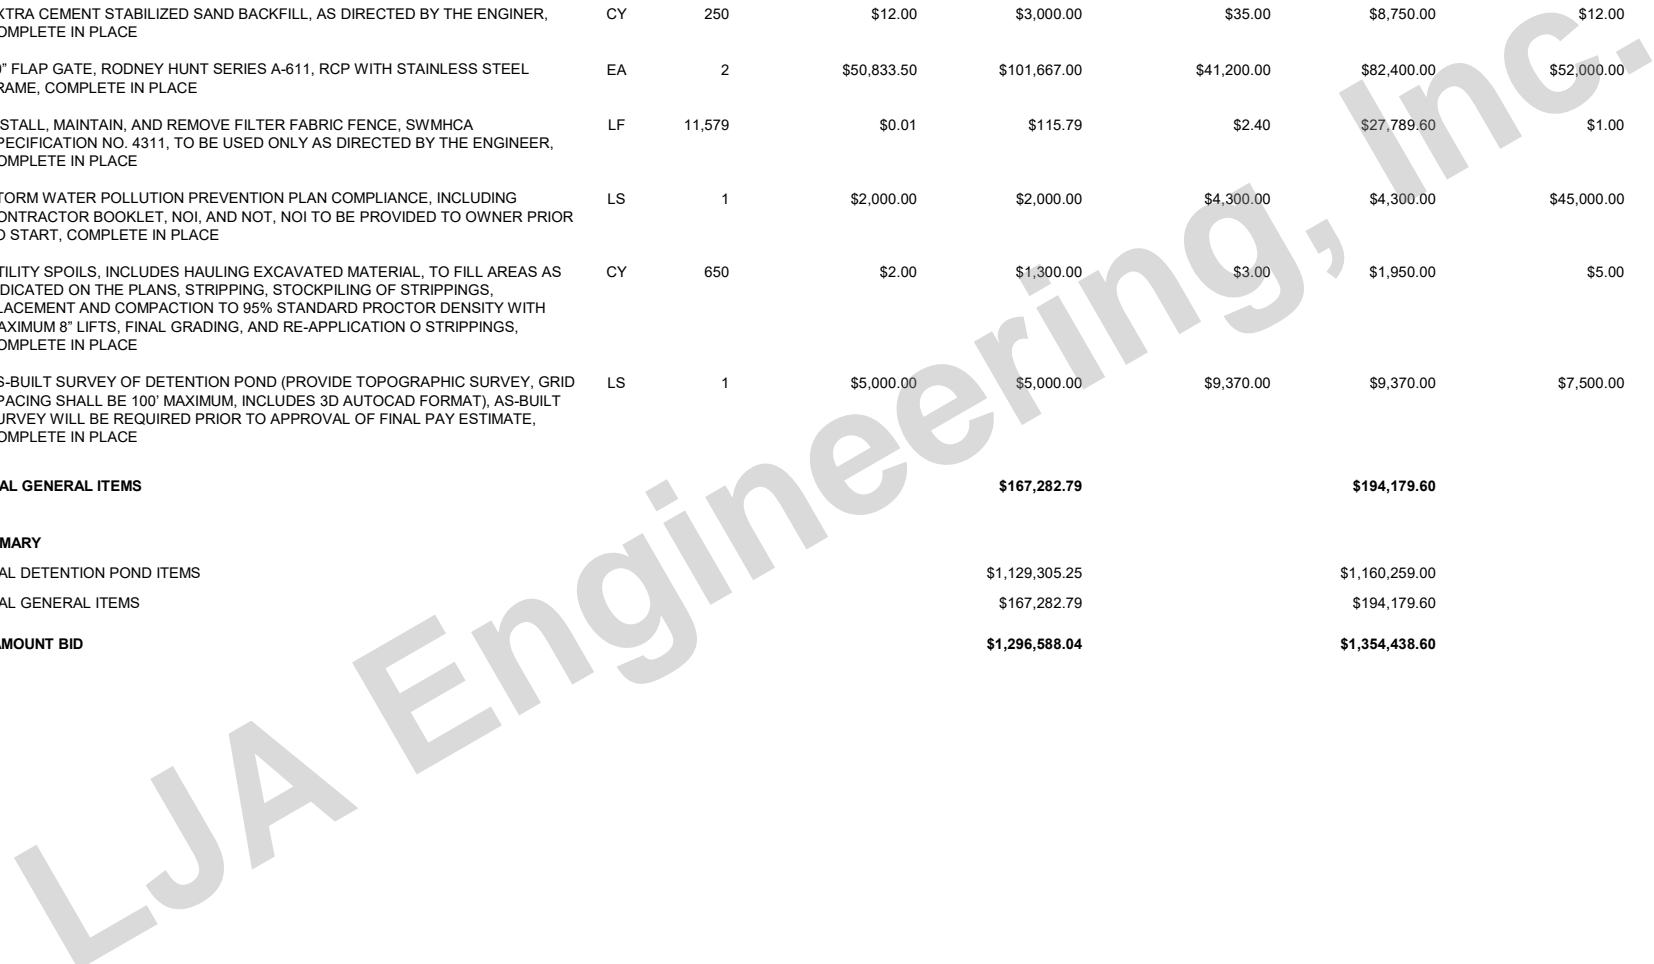 XTRA CEMENT STABILIZED SAND BACKFILL, AS DIRECTED BY THE ENGINER, CY 250 $12.00 $3,000.00 $35.00 $8,750.00 $12.00
OMPLETE IN PLACE
” FLAP GATE, RODNEY HUNT SERIES A-611, RCP WITH STAINLESS STEEL EA 2 $50,833.50 $101,667.00 $41,200.00 $82,400.00 $52,000.00
RAME, COMPLETE IN PLACE
STALL, MAINTAIN, AND REMOVE FILTER FABRIC FENCE, SWMHCA LF 11,579 $0.01 $115.79 $2.40 $27,789.60 $1.00
PECIFICATION NO. 4311, TO BE USED ONLY AS DIRECTED BY THE ENGINEER,
OMPLETE IN PLACE
TORM WATER POLLUTION PREVENTION PLAN COMPLIANCE, INCLUDING LS 1 $2,000.00 $2,000.00 $4,300.00 $4,300.00 $45,000.00
ONTRACTOR BOOKLET, NOI, AND NOT, NOI TO BE PROVIDED TO OWNER PRIOR
O START, COMPLETE IN PLACE
TILITY SPOILS, INCLUDES HAULING EXCAVATED MATERIAL, TO FILL AREAS AS CY 650 $2.00 $1,300.00 $3.00 $1,950.00 $5.00
DICATED ON THE PLANS, STRIPPING, STOCKPILING OF STRIPPINGS,
LACEMENT AND COMPACTION TO 95% STANDARD PROCTOR DENSITY WITH
AXIMUM 8” LIFTS, FINAL GRADING, AND RE-APPLICATION O STRIPPINGS,
OMPLETE IN PLACE
S-BUILT SURVEY OF DETENTION POND (PROVIDE TOPOGRAPHIC SURVEY, GRID LS 1 $5,000.00 $5,000.00 $9,370.00 $9,370.00 $7,500.00
PACING SHALL BE 100’ MAXIMUM, INCLUDES 3D AUTOCAD FORMAT), AS-BUILT
URVEY WILL BE REQUIRED PRIOR TO APPROVAL OF FINAL PAY ESTIMATE,
OMPLETE IN PLACE
AL GENERAL ITEMS $167,282.79 $194,179.60
MARY
AL DETENTION POND ITEMS $1,129,305.25 $1,160,259.00
AL GENERAL ITEMS $167,282.79 $194,179.60
AMOUNT BID $1,296,588.04 $1,354,438.60
LJA Engineering, Inc.